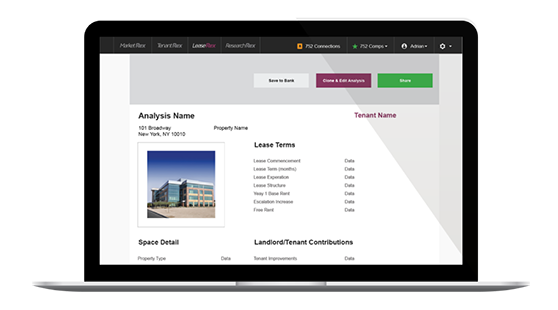 MarketRex TenantRex LeaseRex ResearchRex 752 Connections 752 Comps Adrian
Save to Bank Clone & Edit Analysis Share
Analysis Name Tenant Name
101 Broadway Property Name
New York, NY 10010
Lease Terms
Lease Commencement Data
Lease Term (months) Data
Lease Expiration Data
Lease Structure Data
Year 1 Base Rent Data
Escalation Increase Data
Free Rent Data
Space Detail Landlord/Tenant Contributions
Property Type Data Tenant Improvements Data